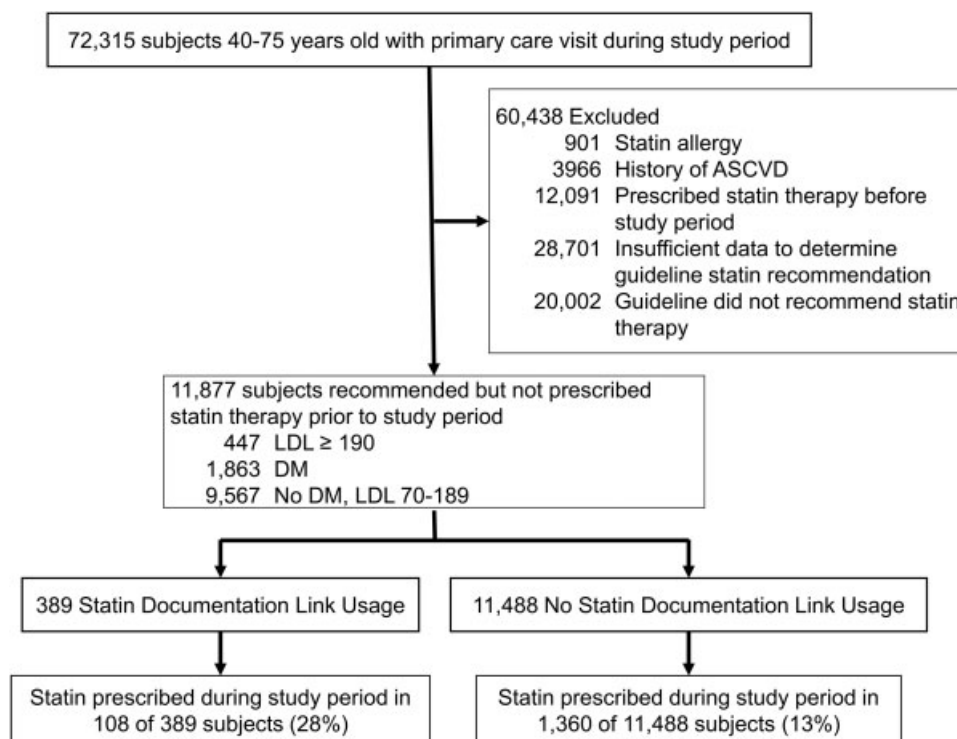 72,315 subjects 40-75 years old with primary care visit during study period
60,438 Excluded
901 Statin allergy
3966 History of ASCVD
12,091 Prescribed statin therapy before
study period
28,701 Insufficient data to determine
guideline statin recommendation
20,002 Guideline did not recommend statin
therapy
11,877 subjects recommended but not prescribed
statin therapy prior to study period
447 LDL ≥ 190
1,863 DM
9,567 No DM, LDL 70-189
389 Statin Documentation Link Usage
11,488 No Statin Documentation Link Usage
Statin prescribed during study period in
108 of 389 subjects (28%)
Statin prescribed during study period in
1,360 of 11,488 subjects (13%)